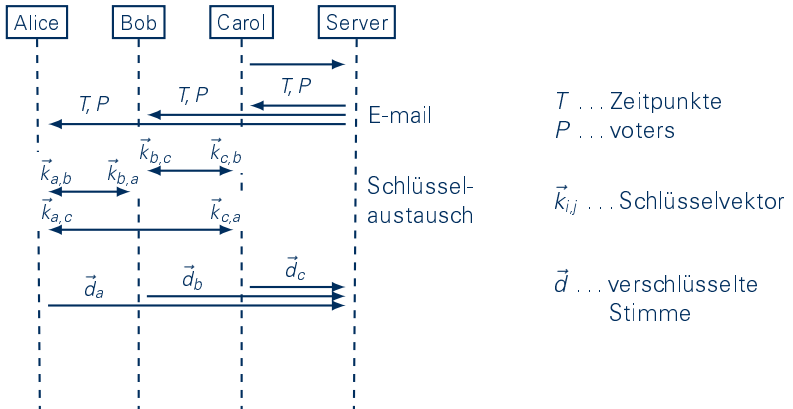 Alice Bob Carol Server
T, P T, P T, P
E-mail
T ... Zeitpunkte
P ... voters
k⃗b,c k⃗c,b
k⃗a,b k⃗b,a
Schlüssel-
austausch
k⃗i,j ... Schlüsselvektor
k⃗a,c k⃗c,a
d⃗a d⃗b d⃗c
d⃗ ... verschlüsselte
Stimme